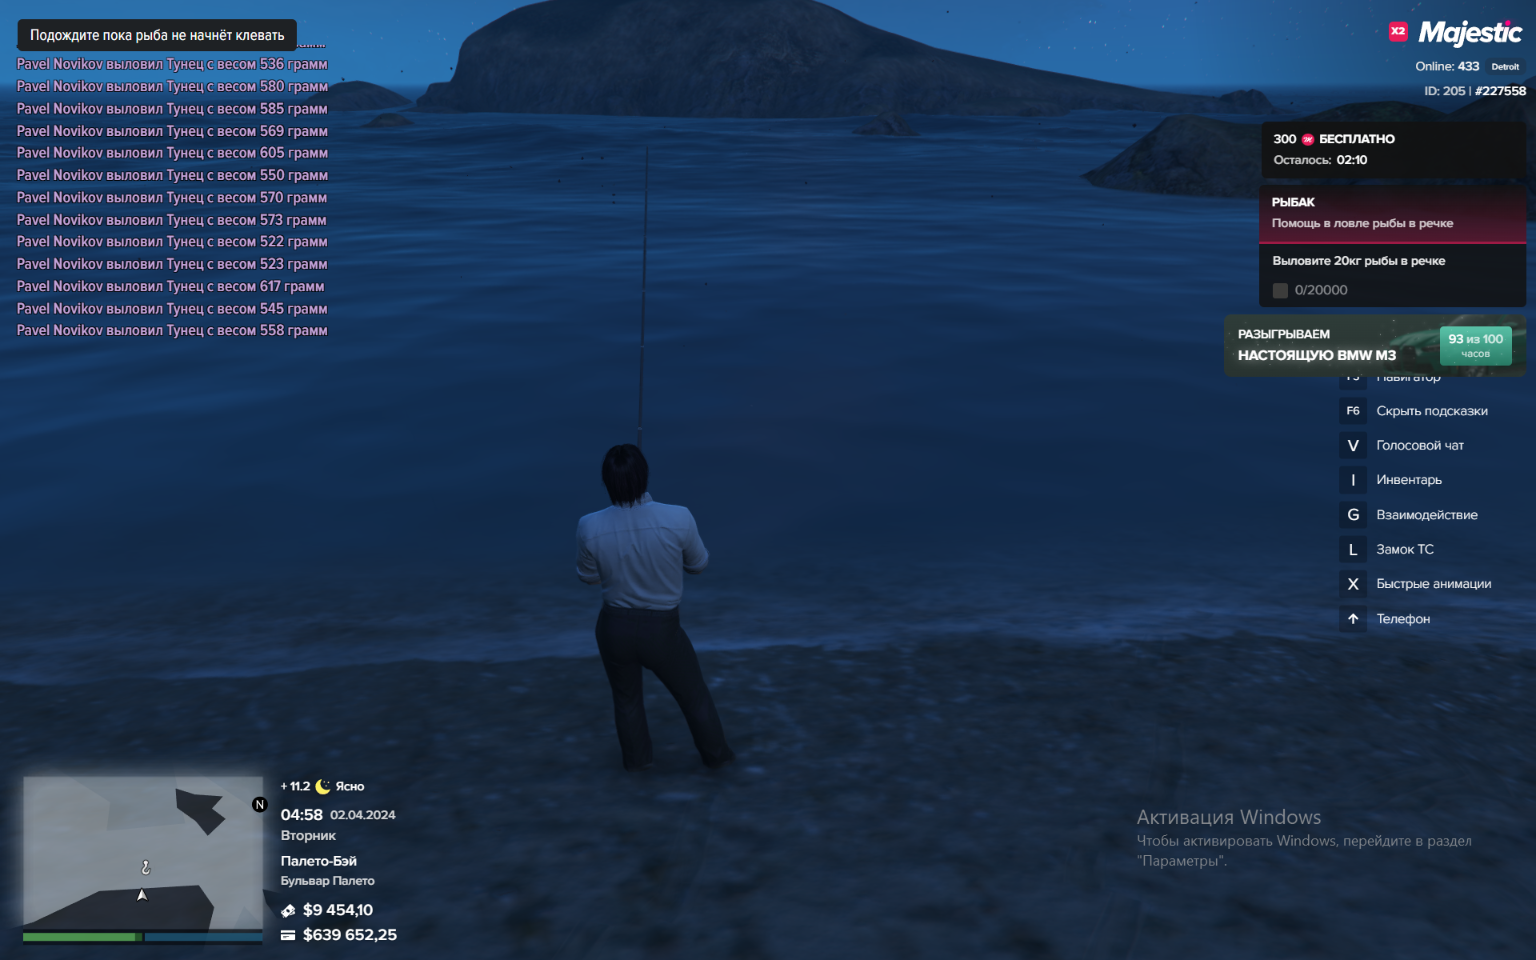 Подождите пока рыба не начнёт клевать
Pavel Novikov выловил Тунец с весом 536 грамм
Pavel Novikov выловил Тунец с весом 580 грамм
Pavel Novikov выловил Тунец с весом 585 грамм
Pavel Novikov выловил Тунец с весом 569 грамм
Pavel Novikov выловил Тунец с весом 605 грамм
Pavel Novikov выловил Тунец с весом 550 грамм
Pavel Novikov выловил Тунец с весом 570 грамм
Pavel Novikov выловил Тунец с весом 573 грамм
Pavel Novikov выловил Тунец с весом 522 грамм
Pavel Novikov выловил Тунец с весом 523 грамм
Pavel Novikov выловил Тунец с весом 617 грамм
Pavel Novikov выловил Тунец с весом 545 грамм
Pavel Novikov выловил Тунец с весом 558 грамм
X2 Majestic
Online: 433 Detroit
ID: 205 | #227558
300 БЕСПЛАТНО
Осталось: 02:10
РЫБАК
Помощь в ловле рыбы в речке
Выловите 20кг рыбы в речке
0/20000
РАЗЫГРЫВАЕМ
НАСТОЯЩУЮ BMW M3
93 из 100
часов
Навигатор
F6 Скрыть подсказки
V Голосовой чат
I Инвентарь
G Взаимодействие
L Замок ТС
X Быстрые анимации
Телефон
N
+ 11.2 Ясно
04:58 02.04.2024
Вторник
Палето-Бэй
Бульвар Палето
$9 454,10
$639 652,25
Активация Windows
Чтобы активировать Windows, перейдите в раздел
"Параметры".